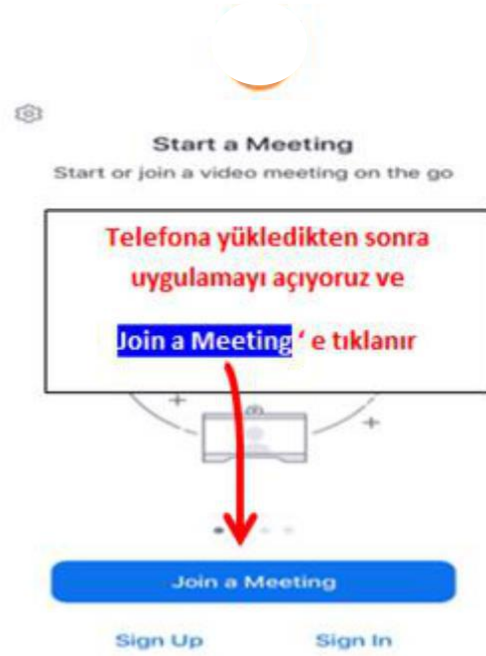 Start a Meeting
Start or join a video meeting on the go
Telefona yükledikten sonra
uygulamayı açıyoruz ve
Join a Meeting ‘ e tıklanır
Join a Meeting
Sign Up Sign In